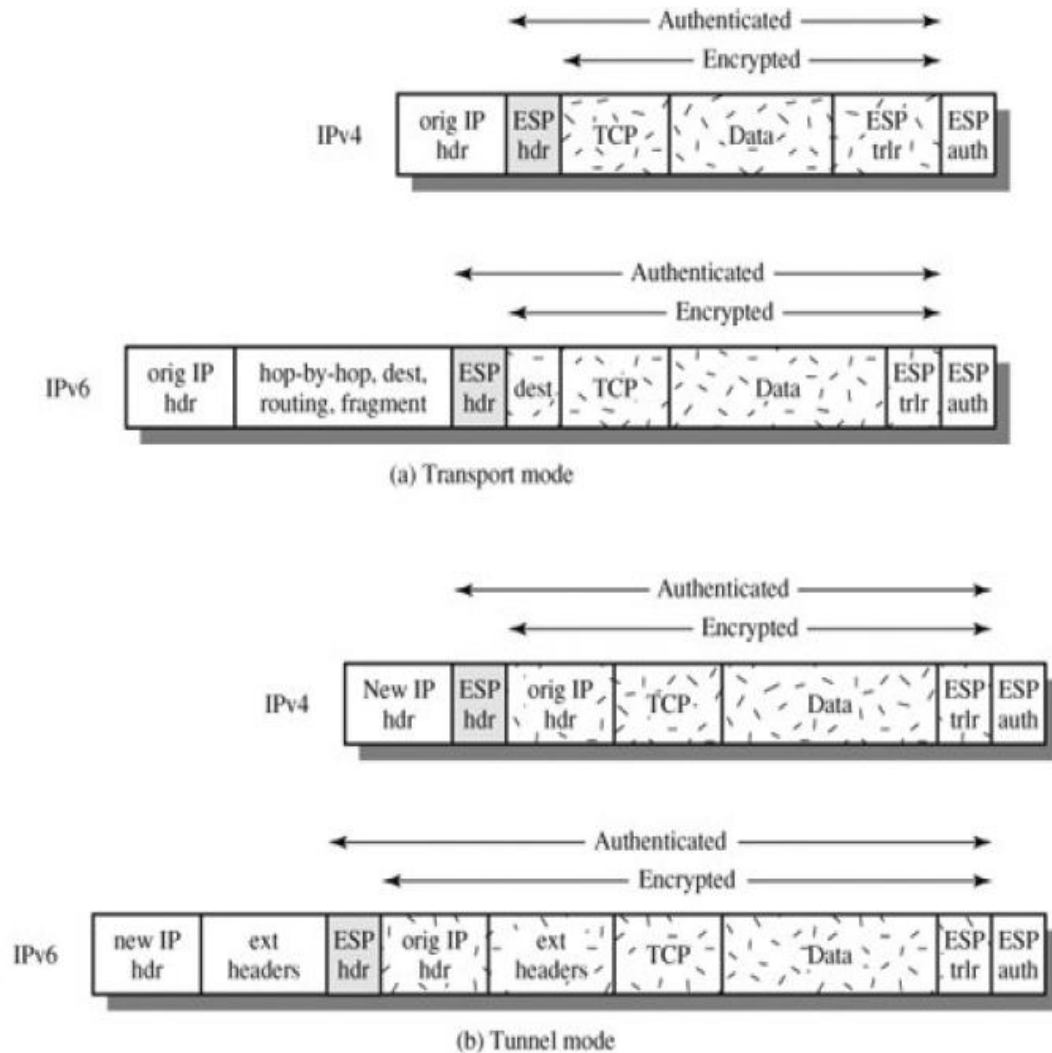 Authenticated
Encrypted
IPv4
orig IP hdr
ESP hdr
TCP
Data
ESP trlr
ESP auth
Authenticated
Encrypted
IPv6
orig IP hdr
hop-by-hop, dest, routing, fragment
ESP hdr
dest
TCP
Data
ESP trlr
ESP auth
(a) Transport mode
Authenticated
Encrypted
IPv4
New IP hdr
ESP hdr
orig IP hdr
TCP
Data
ESP trlr
ESP auth
Authenticated
Encrypted
IPv6
new IP hdr
ext headers
ESP hdr
orig IP hdr
ext headers
TCP
Data
ESP trlr
ESP auth
(b) Tunnel mode